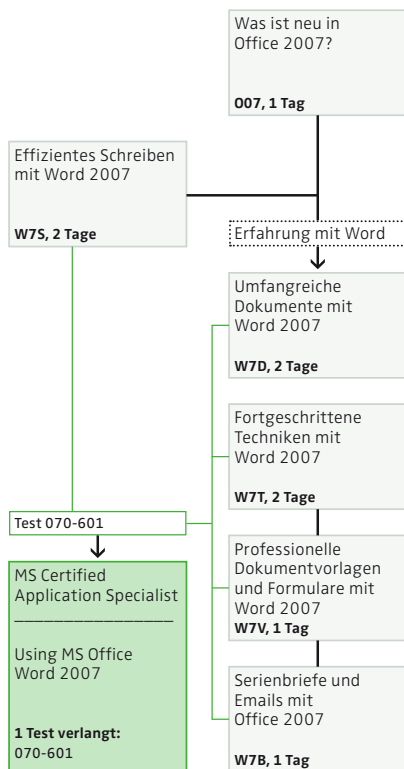 Was ist neu in
Office 2007?
O07, 1 Tag
Effizientes Schreiben
mit Word 2007
W7S, 2 Tage
Erfahrung mit Word
Umfangreiche
Dokumente mit
Word 2007
W7D, 2 Tage
Fortgeschrittene
Techniken mit
Word 2007
W7T, 2 Tage
Test 070-601
Professionelle
Dokumentvorlagen
und Formulare mit
Word 2007
W7V, 1 Tag
MS Certified
Application Specialist
Using MS Office
Word 2007
1 Test verlangt:
070-601
Serienbriefe und
Emails mit
Office 2007
W7B, 1 Tag